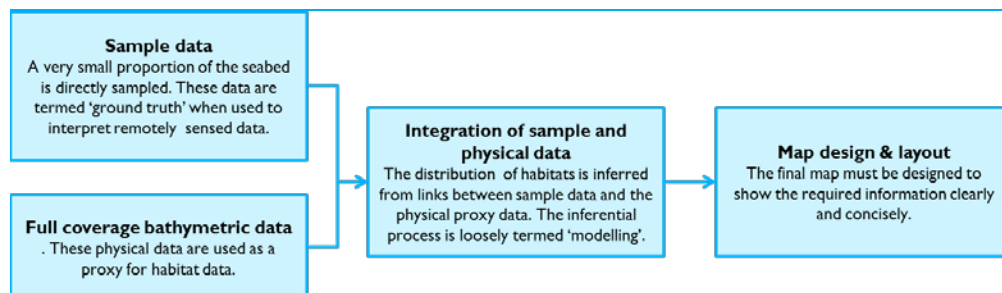 Sample data
A very small proportion of the seabed
is directly sampled. These data are
termed ‘ground truth’ when used to
interpret remotely sensed data.
Full coverage bathymetric data
. These physical data are used as a
proxy for habitat data.
Integration of sample and
physical data
The distribution of habitats is inferred
from links between sample data and the
physical proxy data. The inferential
process is loosely termed ‘modelling’.
Map design & layout
The final map must be designed to
show the required information clearly
and concisely.